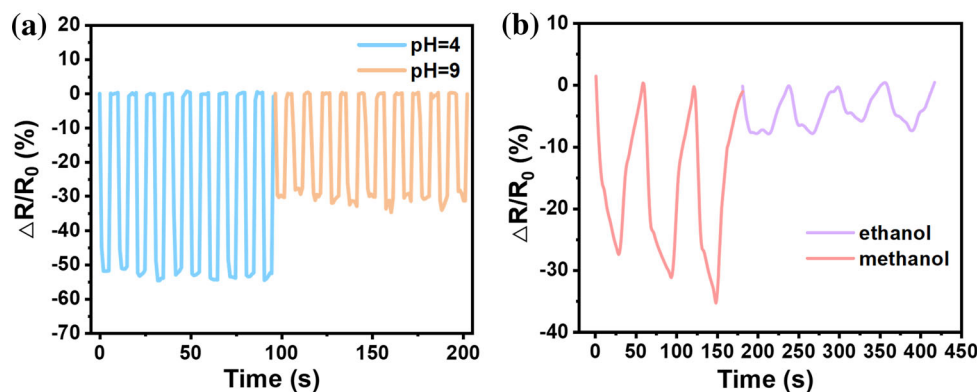 (a)
20
10
0
-10
-20
-30
-40
-50
-60
-70
△R/R₀ (%)
pH=4
pH=9
0 50 100 150 200
Time (s)
(b)
10
0
-10
-20
-30
-40
△R/R₀ (%)
ethanol
methanol
0 50 100 150 200 250 300 350 400 450
Time (s)